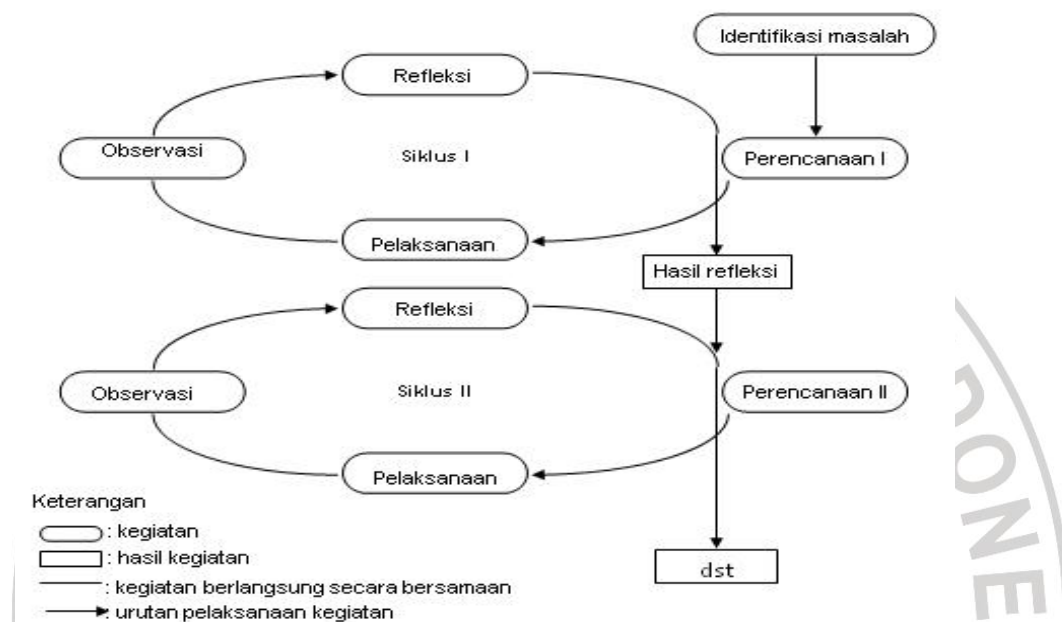 Identifikasi masalah
Refleksi
Observasi
Siklus I
Perencanaan I
Pelaksanaan
Hasil refleksi
Refleksi
Observasi
Siklus II
Perencanaan II
Pelaksanaan
Keterangan
: kegiatan
: hasil kegiatan
: kegiatan berlangsung secara bersamaan
: urutan pelaksanaan kegiatan
dst